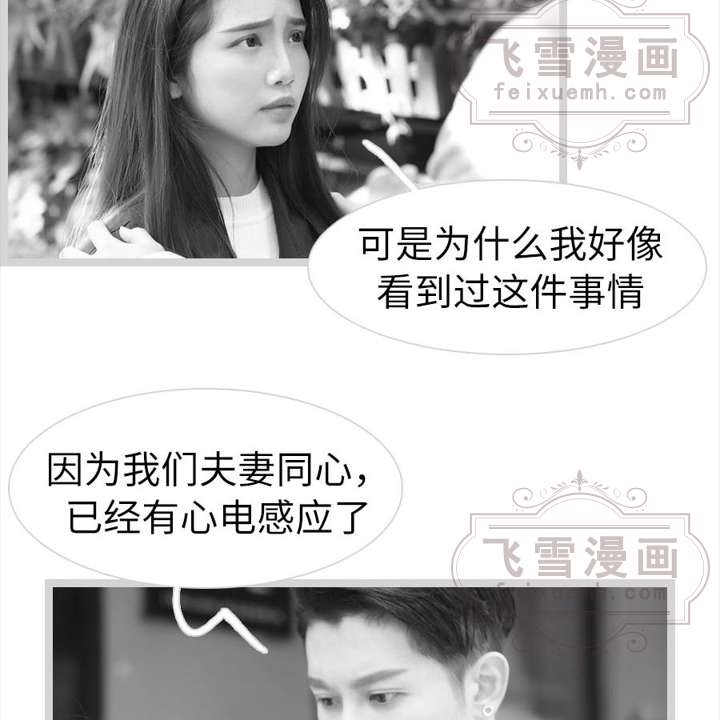 飞雪漫画
feixuemh.com
可是为什么我好像
看到过这件事情
因为我们夫妻同心，
已经有心电感应了
飞雪漫画
feixuemh.com